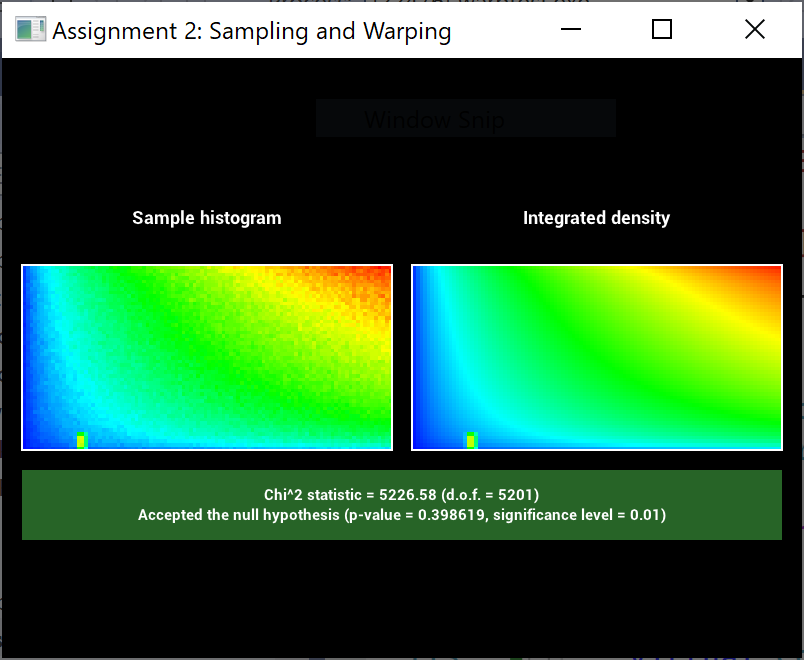 Assignment 2: Sampling and Warping
Window Snip
Sample histogram
Integrated density
Chi^2 statistic = 5226.58 (d.o.f. = 5201)
Accepted the null hypothesis (p-value = 0.398619, significance level = 0.01)